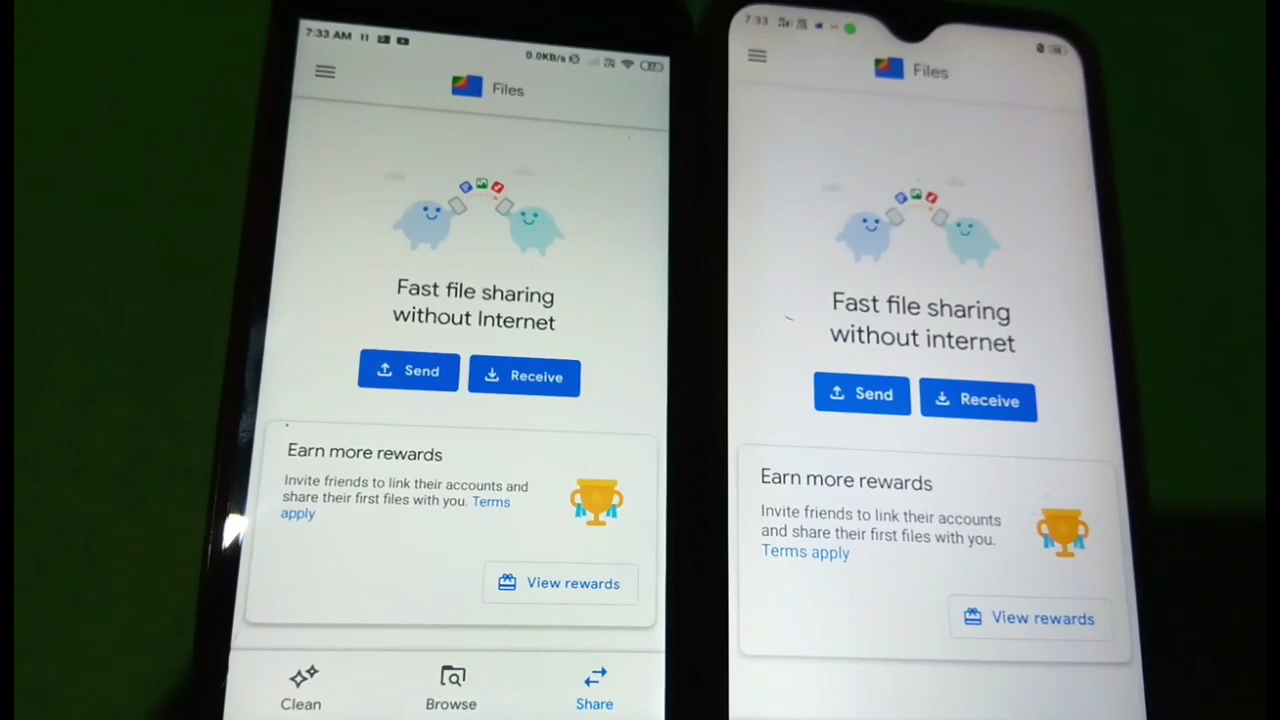 7:33 AM
0.0KB/s
37
Files
Fast file sharing
without Internet
Send
Receive
Earn more rewards
Invite friends to link their accounts and
share their first files with you. Terms
apply
View rewards
Clean
Browse
Share
7:33
Files
Fast file sharing
without internet
Send
Receive
Earn more rewards
Invite friends to link their accounts
and share their first files with you.
Terms apply
View rewards